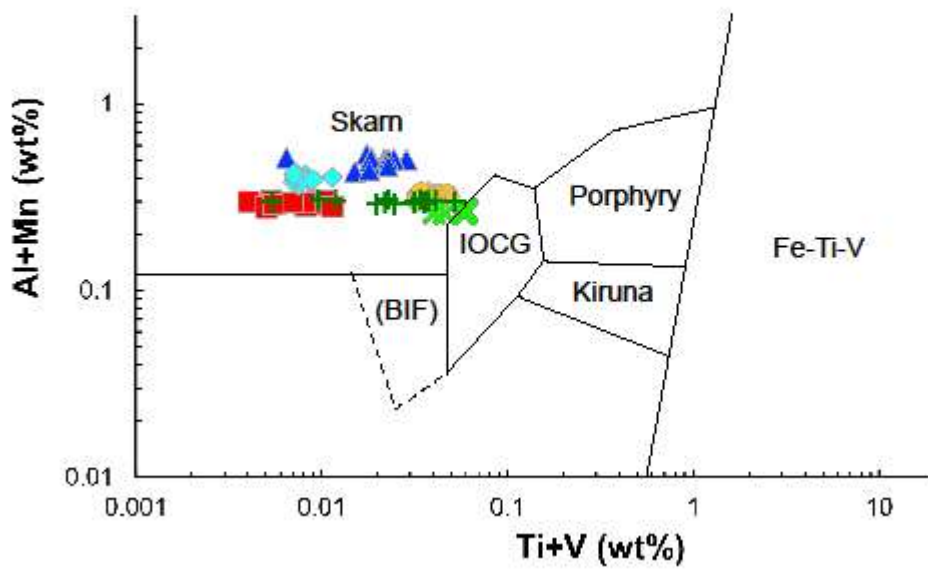 Al+Mn (wt%)
1
0.1
0.01
Skarn
Porphyry
IOCG
Fe-Ti-V
Kiruna
(BIF)
0.001
0.01
0.1
1
10
Ti+V (wt%)